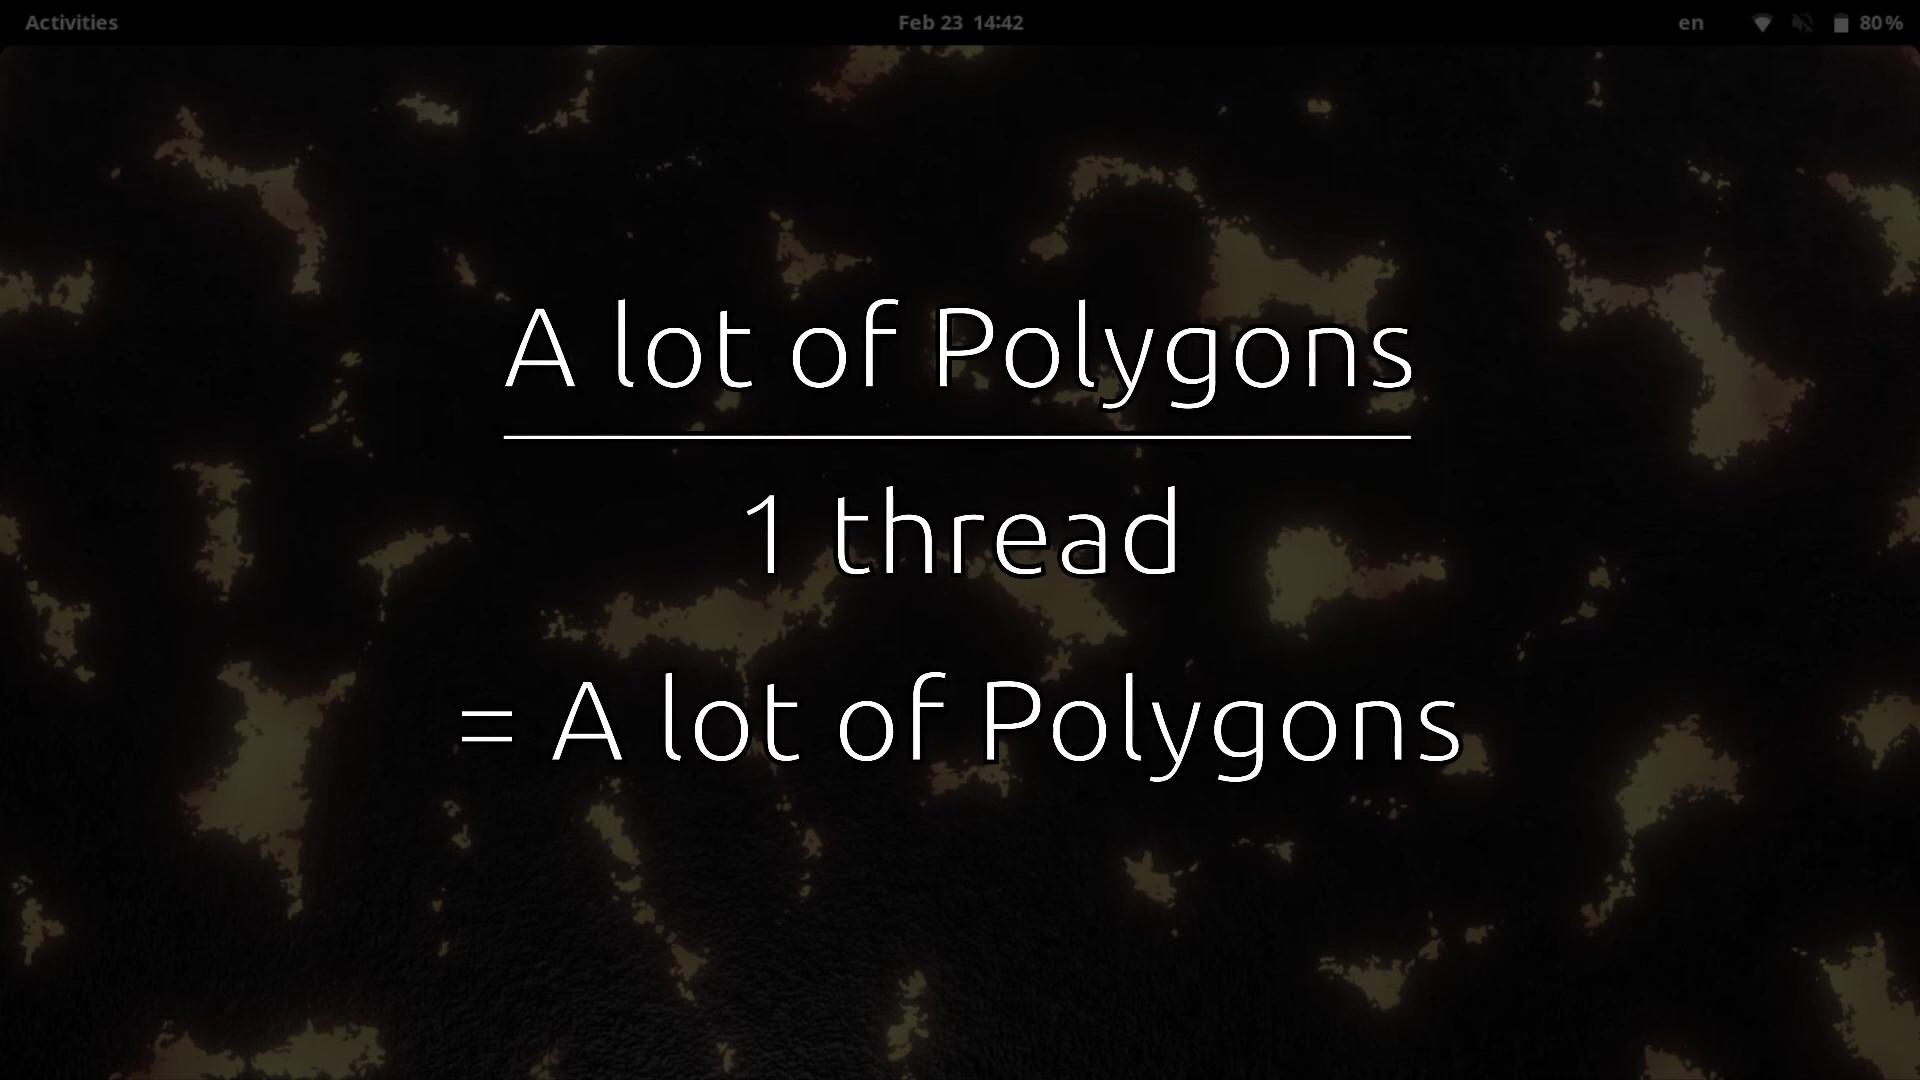 Activities Feb 23 14:42 en 80%
A lot of Polygons
1 thread
= A lot of Polygons